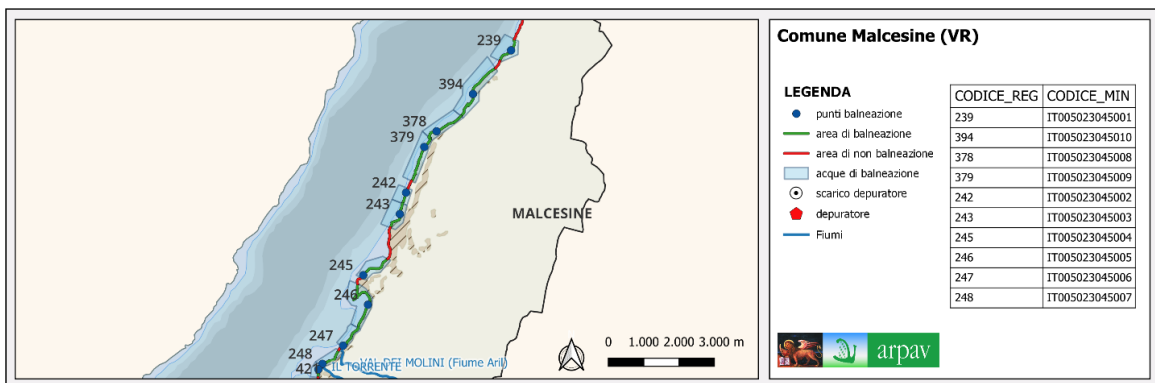 239
394
378
379
242
243
MALCESINE
245
246
247
248
VAL DEI MOLINI (Fiume Aril)
IL TORRENTE
42
0 1.000 2.000 3.000 m
Comune Malcesine (VR)
LEGENDA
punti balneazione
area di balneazione
area di non balneazione
acque di balneazione
scarico depuratore
depuratore
Fiumi
CODICE_REG CODICE_MIN
239 IT005023045001
394 IT005023045010
378 IT005023045008
379 IT005023045009
242 IT005023045002
243 IT005023045003
245 IT005023045004
246 IT005023045005
247 IT005023045006
248 IT005023045007
arpav